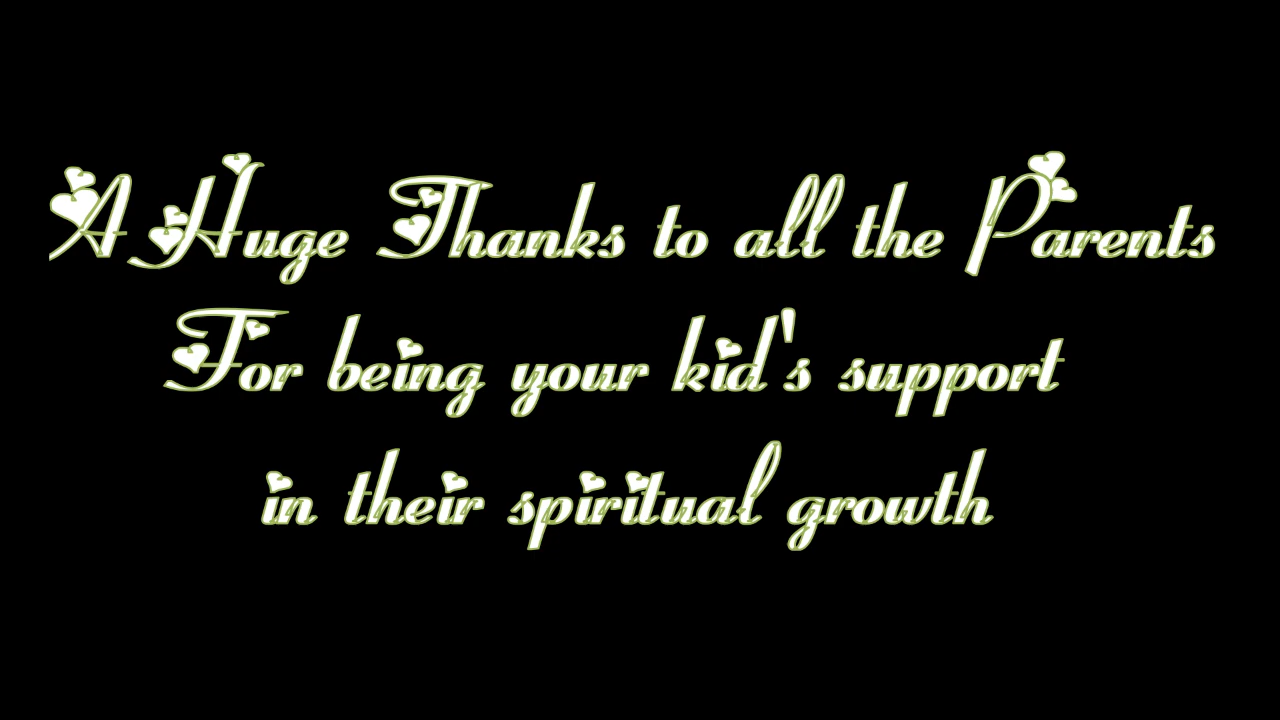 A Huge Thanks to all the Parents
For being your kid's support
in their spiritual growth